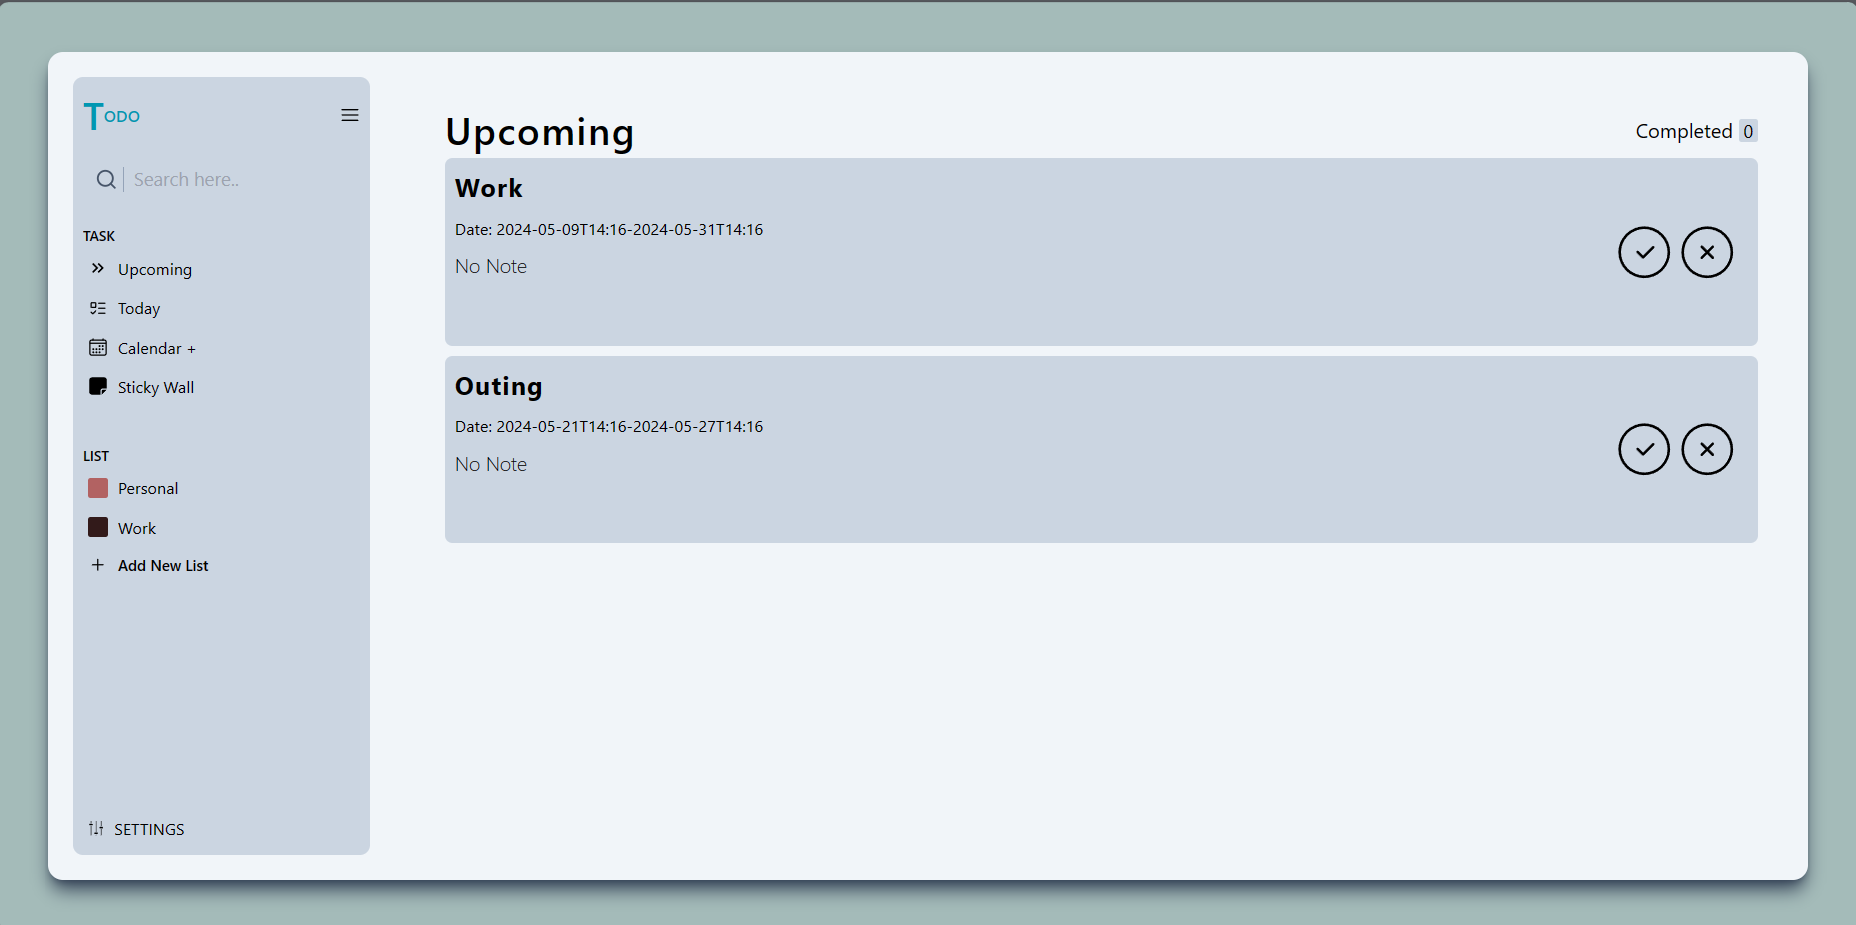 Todo
Search here..
TASK
Upcoming
Today
Calendar +
Sticky Wall
LIST
Personal
Work
Add New List
SETTINGS
Upcoming
Completed 0
Work
Date: 2024-05-09T14:16-2024-05-31T14:16
No Note
Outing
Date: 2024-05-21T14:16-2024-05-27T14:16
No Note